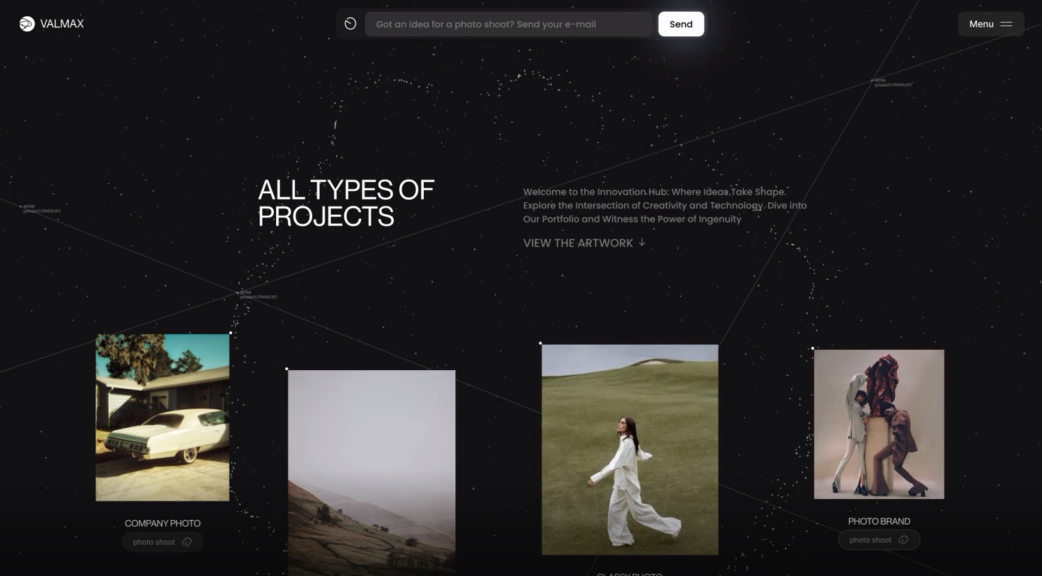 VALMAX
Got an idea for a photo shoot? Send your e-mail
Send
Menu
ALL TYPES OF
PROJECTS
Welcome to the Innovation Hub: Where Ideas Take Shape.
Explore the Intersection of Creativity and Technology. Dive into
Our Portfolio and Witness the Power of Ingenuity
VIEW THE ARTWORK
COMPANY PHOTO
photo shoot
PHOTO BRAND
photo shoot